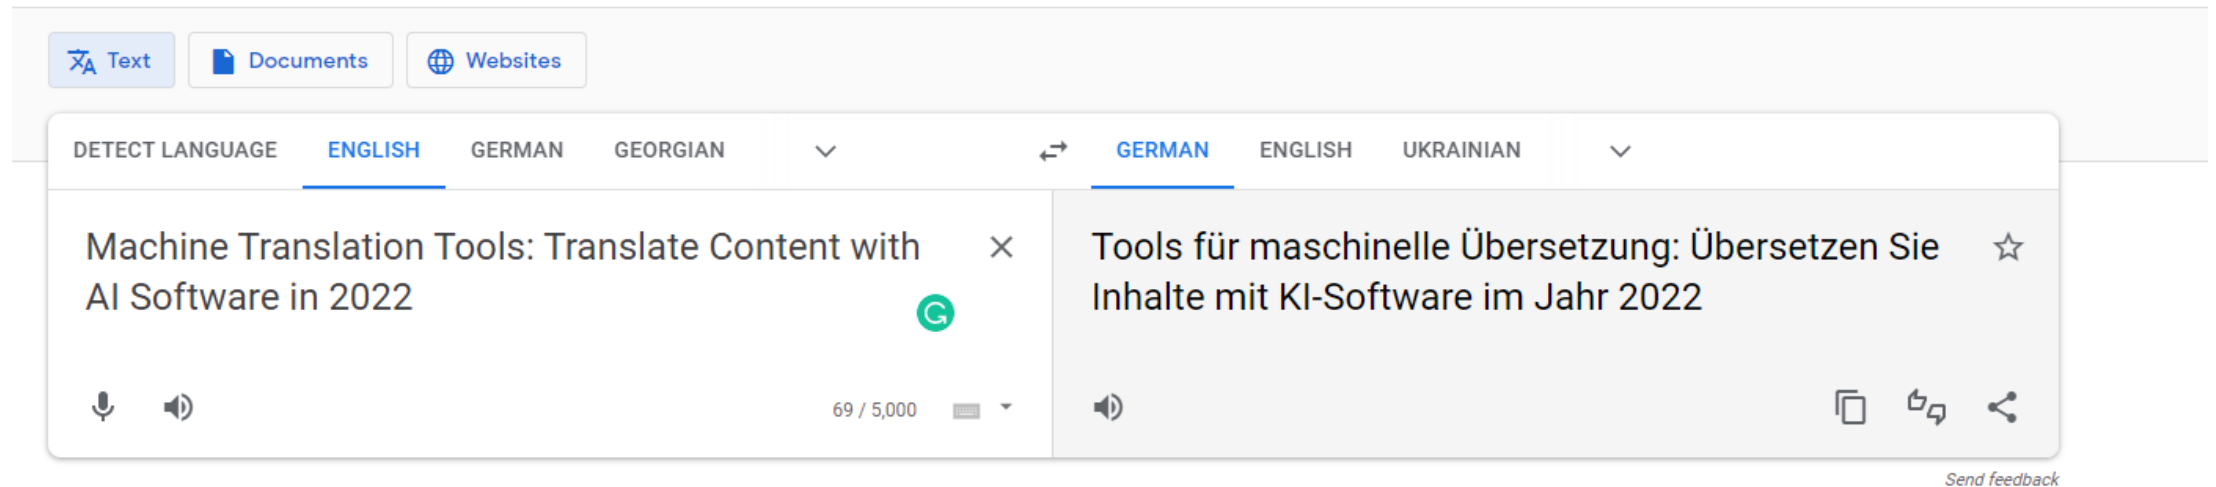 Text
Documents
Websites
DETECT LANGUAGE
ENGLISH
GERMAN
GEORGIAN
GERMAN
ENGLISH
UKRAINIAN
Machine Translation Tools: Translate Content with
AI Software in 2022
69 / 5,000
Tools für maschinelle Übersetzung: Übersetzen Sie
Inhalte mit KI-Software im Jahr 2022
Send feedback